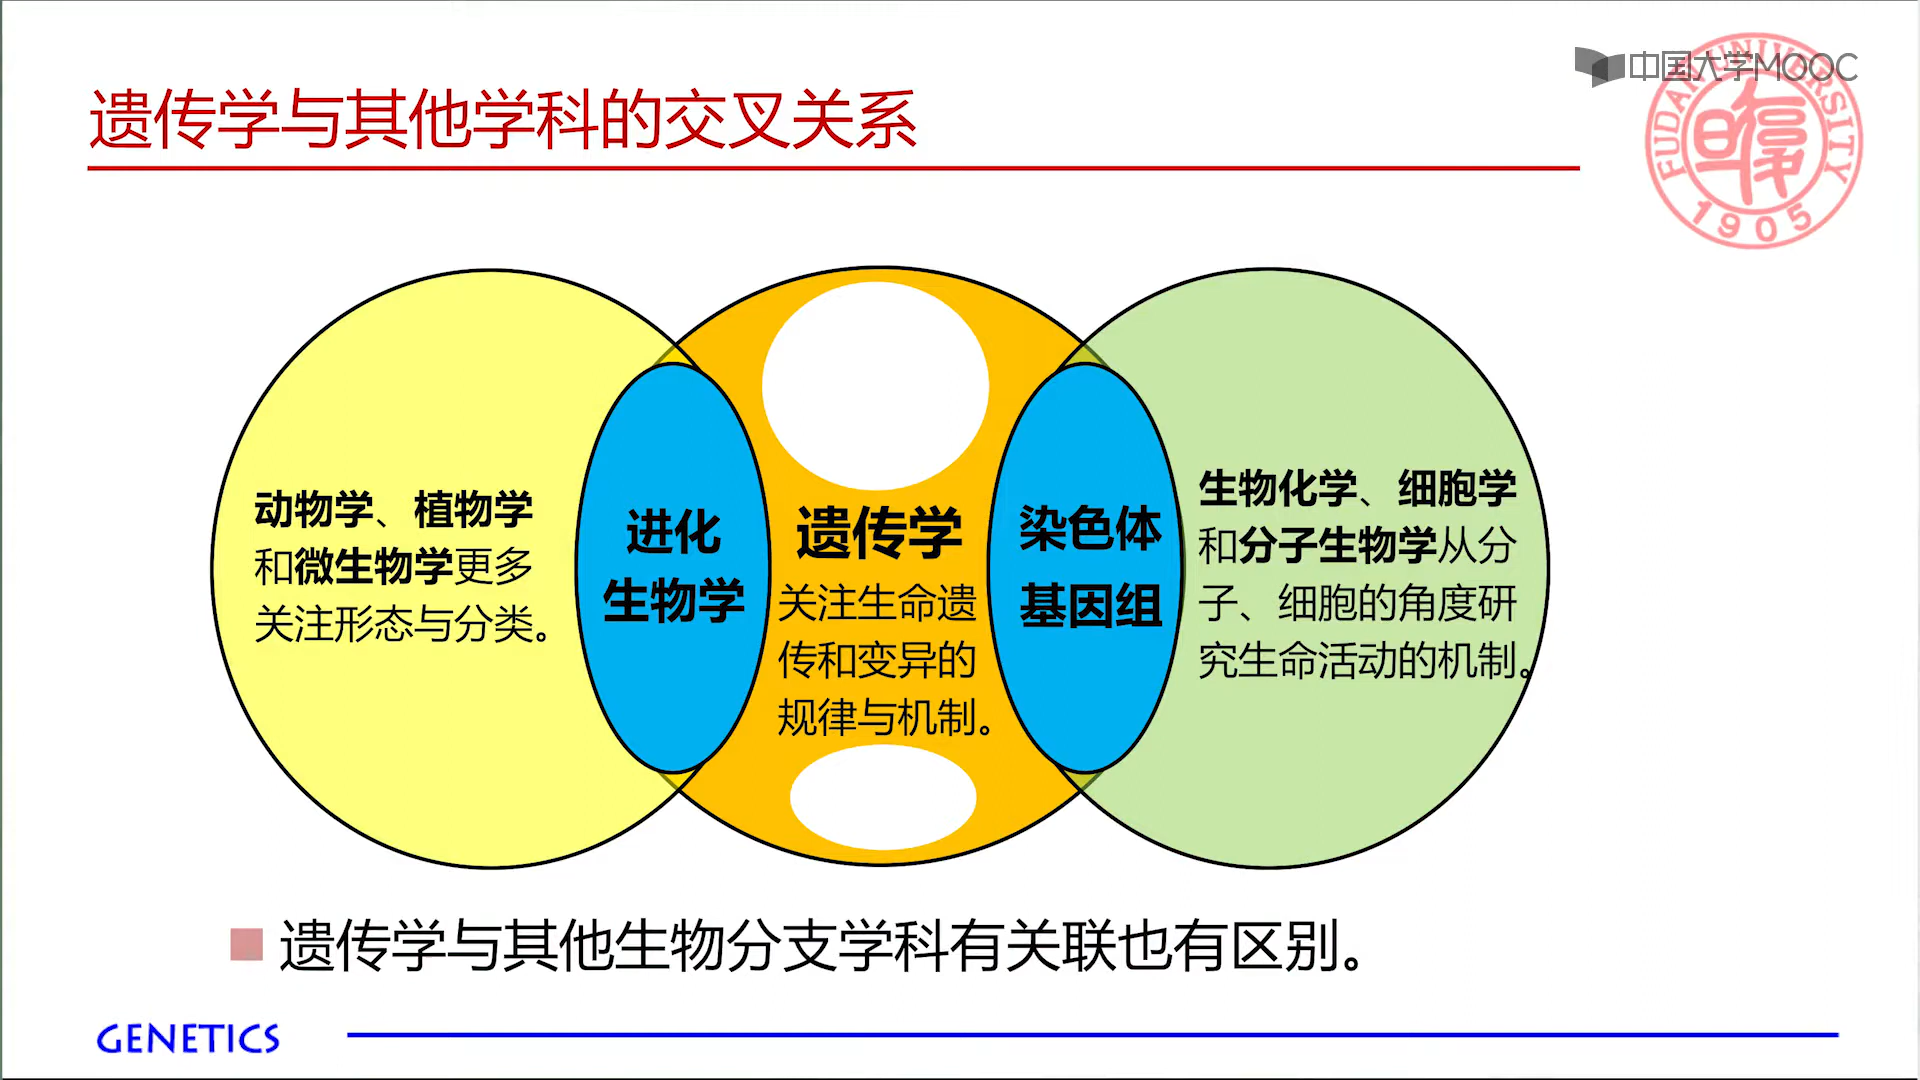 中国大学MOOC
FUDAN UNIVERSITY
1905
遗传学与其他学科的交叉关系
动物学、植物学
和微生物学更多
关注形态与分类。
进化
生物学
遗传学
关注生命遗
传和变异的
规律与机制。
染色体
基因组
生物化学、细胞学
和分子生物学从分
子、细胞的角度研
究生命活动的机制。
遗传学与其他生物分支学科有关联也有区别。
GENETICS